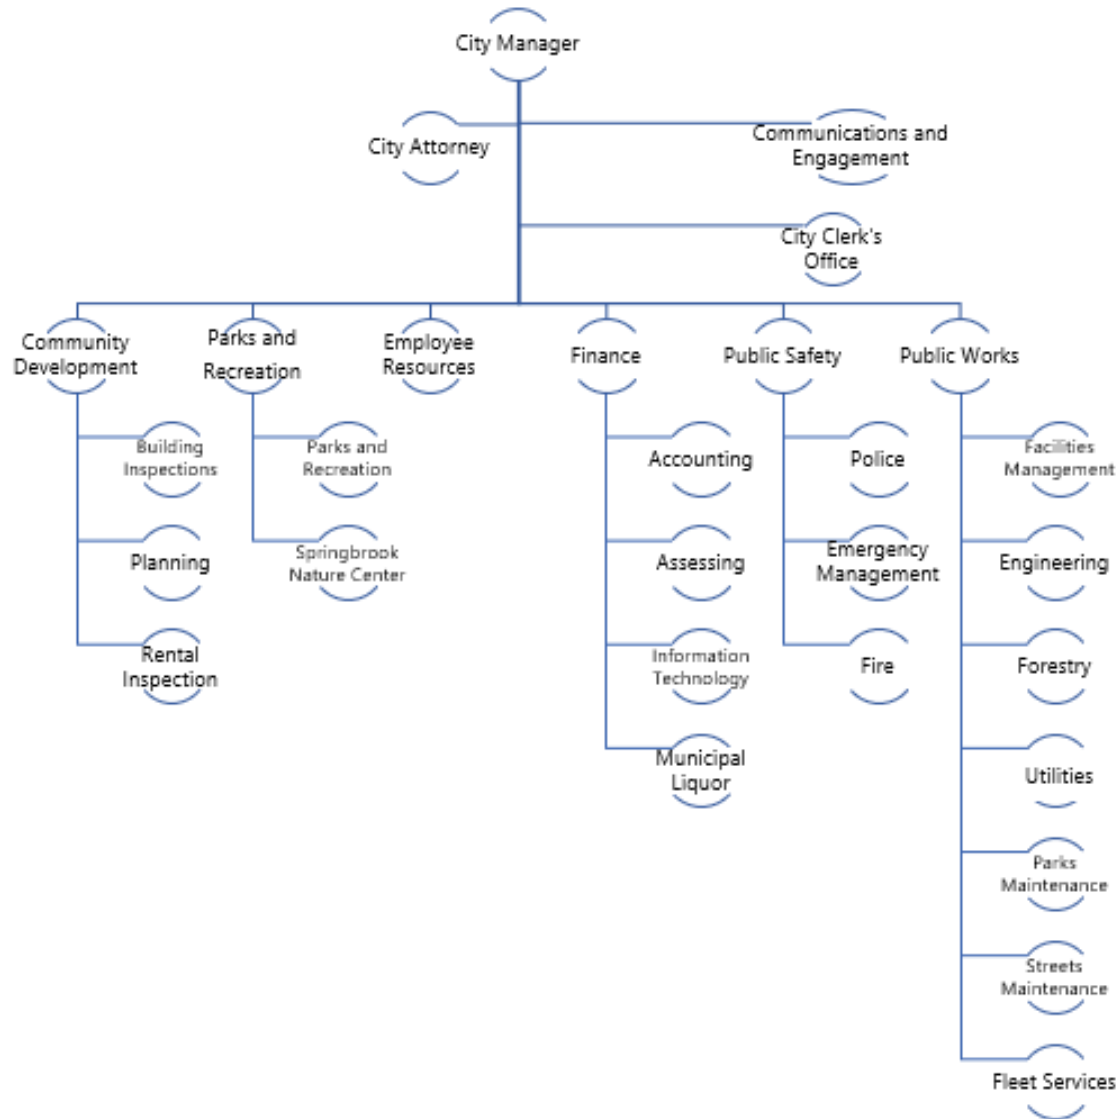 City Manager
City Attorney
Communications and
Engagement
City Clerk's
Office
Community
Development
Parks and
Recreation
Employee
Resources
Finance
Public Safety
Public Works
Building
Inspections
Planning
Rental
Inspection
Parks and
Recreation
Springbrook
Nature Center
Accounting
Assessing
Information
Technology
Municipal
Liquor
Police
Emergency
Management
Fire
Facilities
Management
Engineering
Forestry
Utilities
Parks
Maintenance
Streets
Maintenance
Fleet Services